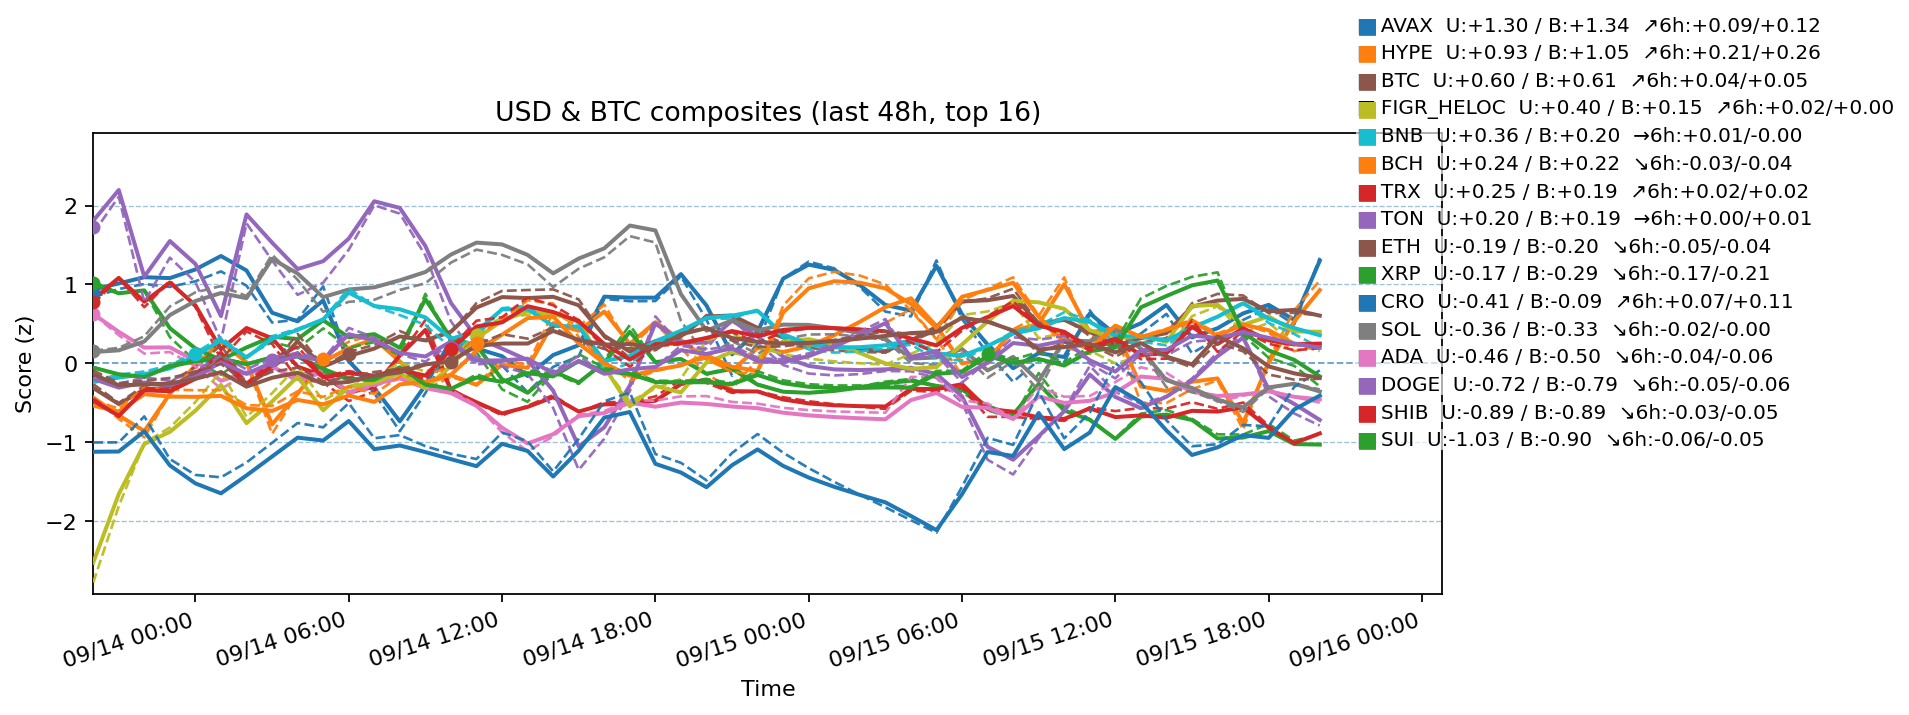 AVAX  U:+1.30 / B:+1.34  ↗6h:+0.09/+0.12
HYPE  U:+0.93 / B:+1.05  ↗6h:+0.21/+0.26
BTC  U:+0.60 / B:+0.61  ↗6h:+0.04/+0.05
FIGR_HELOC  U:+0.40 / B:+0.15  ↗6h:+0.02/+0.00
BNB  U:+0.36 / B:+0.20  →6h:+0.01/-0.00
BCH  U:+0.24 / B:+0.22  ↘6h:-0.03/-0.04
TRX  U:+0.25 / B:+0.19  ↗6h:+0.02/+0.02
TON  U:+0.20 / B:+0.19  →6h:+0.00/+0.01
ETH  U:-0.19 / B:-0.20  ↘6h:-0.05/-0.04
XRP  U:-0.17 / B:-0.29  ↘6h:-0.17/-0.21
CRO  U:-0.41 / B:-0.09  ↗6h:+0.07/+0.11
SOL  U:-0.36 / B:-0.33  ↘6h:-0.02/-0.00
ADA  U:-0.46 / B:-0.50  ↘6h:-0.04/-0.06
DOGE  U:-0.72 / B:-0.79  ↘6h:-0.05/-0.06
SHIB  U:-0.89 / B:-0.89  ↘6h:-0.03/-0.05
SUI  U:-1.03 / B:-0.90  ↘6h:-0.06/-0.05
USD & BTC composites (last 48h, top 16)
Score (z)
2
1
0
−1
−2
09/14 00:00
09/14 06:00
09/14 12:00
09/14 18:00
09/15 00:00
09/15 06:00
09/15 12:00
09/15 18:00
09/16 00:00
Time